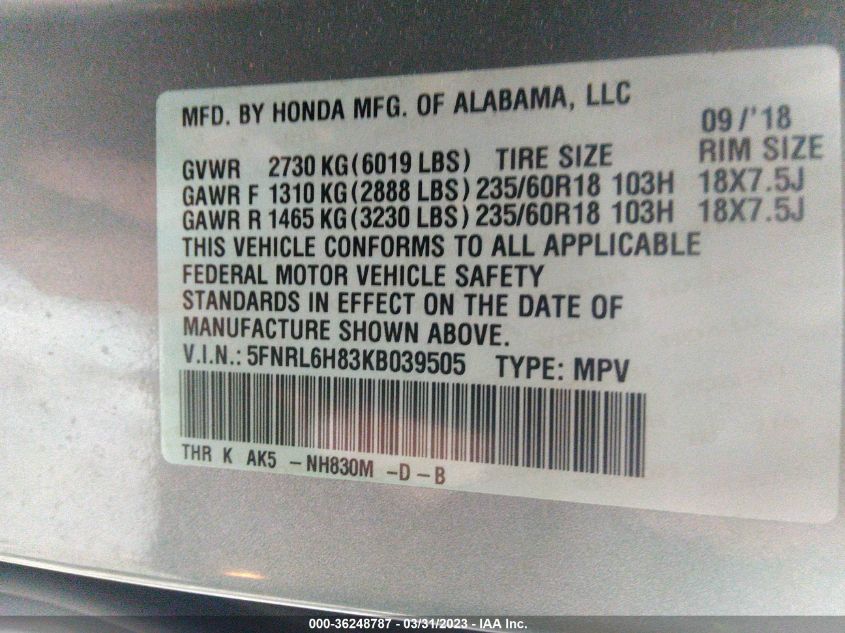 MFD. BY HONDA MFG. OF ALABAMA, LLC
09/'18
GVWR 2730 KG(6019 LBS) TIRE SIZE RIM SIZE
GAWR F 1310 KG(2888 LBS) 235/60R18 103H 18X7.5J
GAWR R 1465 KG(3230 LBS) 235/60R18 103H 18X7.5J
THIS VEHICLE CONFORMS TO ALL APPLICABLE
FEDERAL MOTOR VEHICLE SAFETY
STANDARDS IN EFFECT ON THE DATE OF
MANUFACTURE SHOWN ABOVE.
V.I.N.: 5FNRL6H83KB039505 TYPE: MPV
THR K AK5 -NH830M -D-B
000-36248787 - 03/31/2023 - IAA Inc.